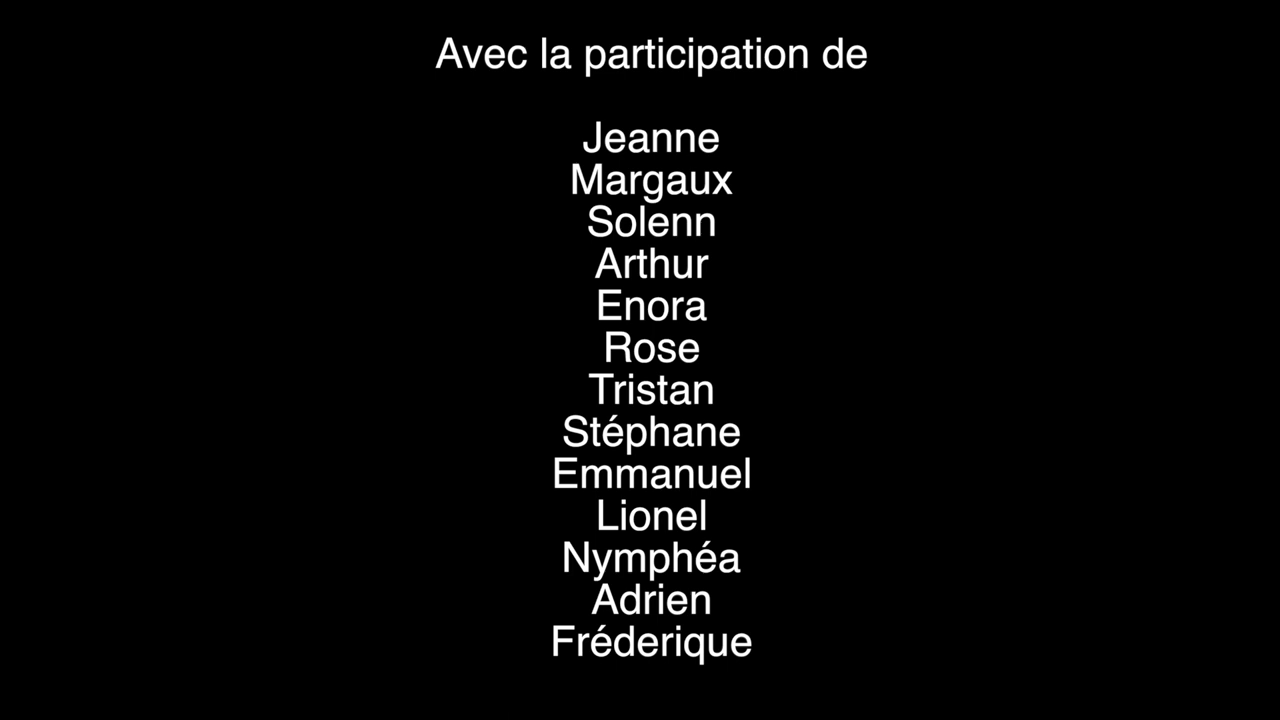 Avec la participation de
Jeanne
Margaux
Solenn
Arthur
Enora
Rose
Tristan
Stéphane
Emmanuel
Lionel
Nymphéa
Adrien
Fréderique